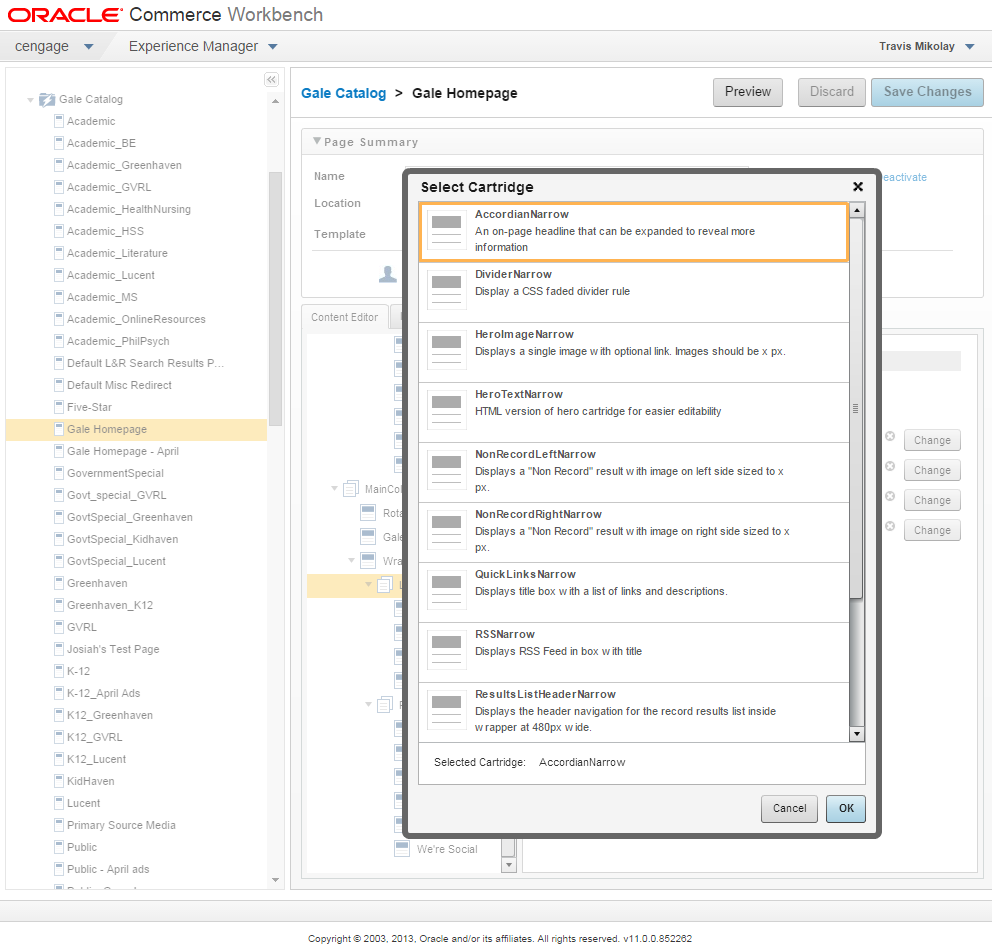 ORACLE Commerce Workbench
cengage Experience Manager Travis Mikolay
Gale Catalog
Academic
Academic_BE
Academic_Greenhaven
Academic_GVRL
Academic_HealthNursing
Academic_HSS
Academic_Literature
Academic_Lucent
Academic_MS
Academic_OnlineResources
Academic_PhilPsych
Default L&R Search Results P...
Default Misc Redirect
Five-Star
Gale Homepage
Gale Homepage - April
GovernmentSpecial
Govt_special_GVRL
GovtSpecial_Greenhaven
GovtSpecial_Kidhaven
GovtSpecial_Lucent
Greenhaven
Greenhaven_K12
GVRL
Josiah's Test Page
K-12
K-12_April Ads
K12_Greenhaven
K12_GVRL
K12_Lucent
KidHaven
Lucent
Primary Source Media
Public
Public - April ads
Gale Catalog > Gale Homepage
Preview Discard Save Changes
Page Summary
Name
Location
Template
eactivate
Content Editor
MainCol
Rota
Gale
Wra
We're Social
Change
Change
Change
Change
Select Cartridge
AccordianNarrow
An on-page headline that can be expanded to reveal more
information
DividerNarrow
Display a CSS faded divider rule
HeroImageNarrow
Displays a single image with optional link. Images should be x px.
HeroTextNarrow
HTML version of hero cartridge for easier editability
NonRecordLeftNarrow
Displays a "Non Record" result with image on left side sized to x
px.
NonRecordRightNarrow
Displays a "Non Record" result with image on right side sized to x
px.
QuickLinksNarrow
Displays title box with a list of links and descriptions.
RSSNarrow
Displays RSS Feed in box with title
ResultsListHeaderNarrow
Displays the header navigation for the record results list inside
wrapper at 480px wide.
Selected Cartridge: AccordianNarrow
Cancel OK
Copyright © 2003, 2013, Oracle and/or its affiliates. All rights reserved. v11.0.0.852262